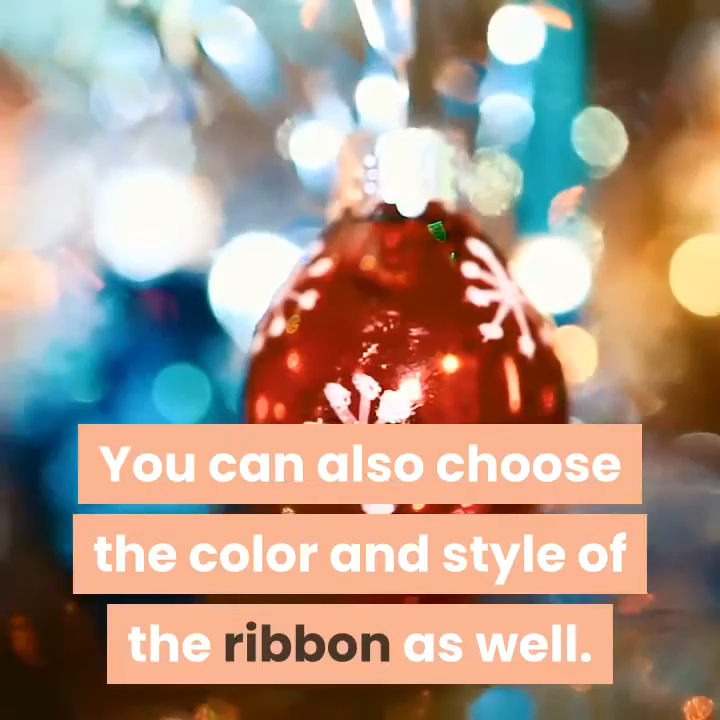 You can also choose
the color and style of
the ribbon as well.